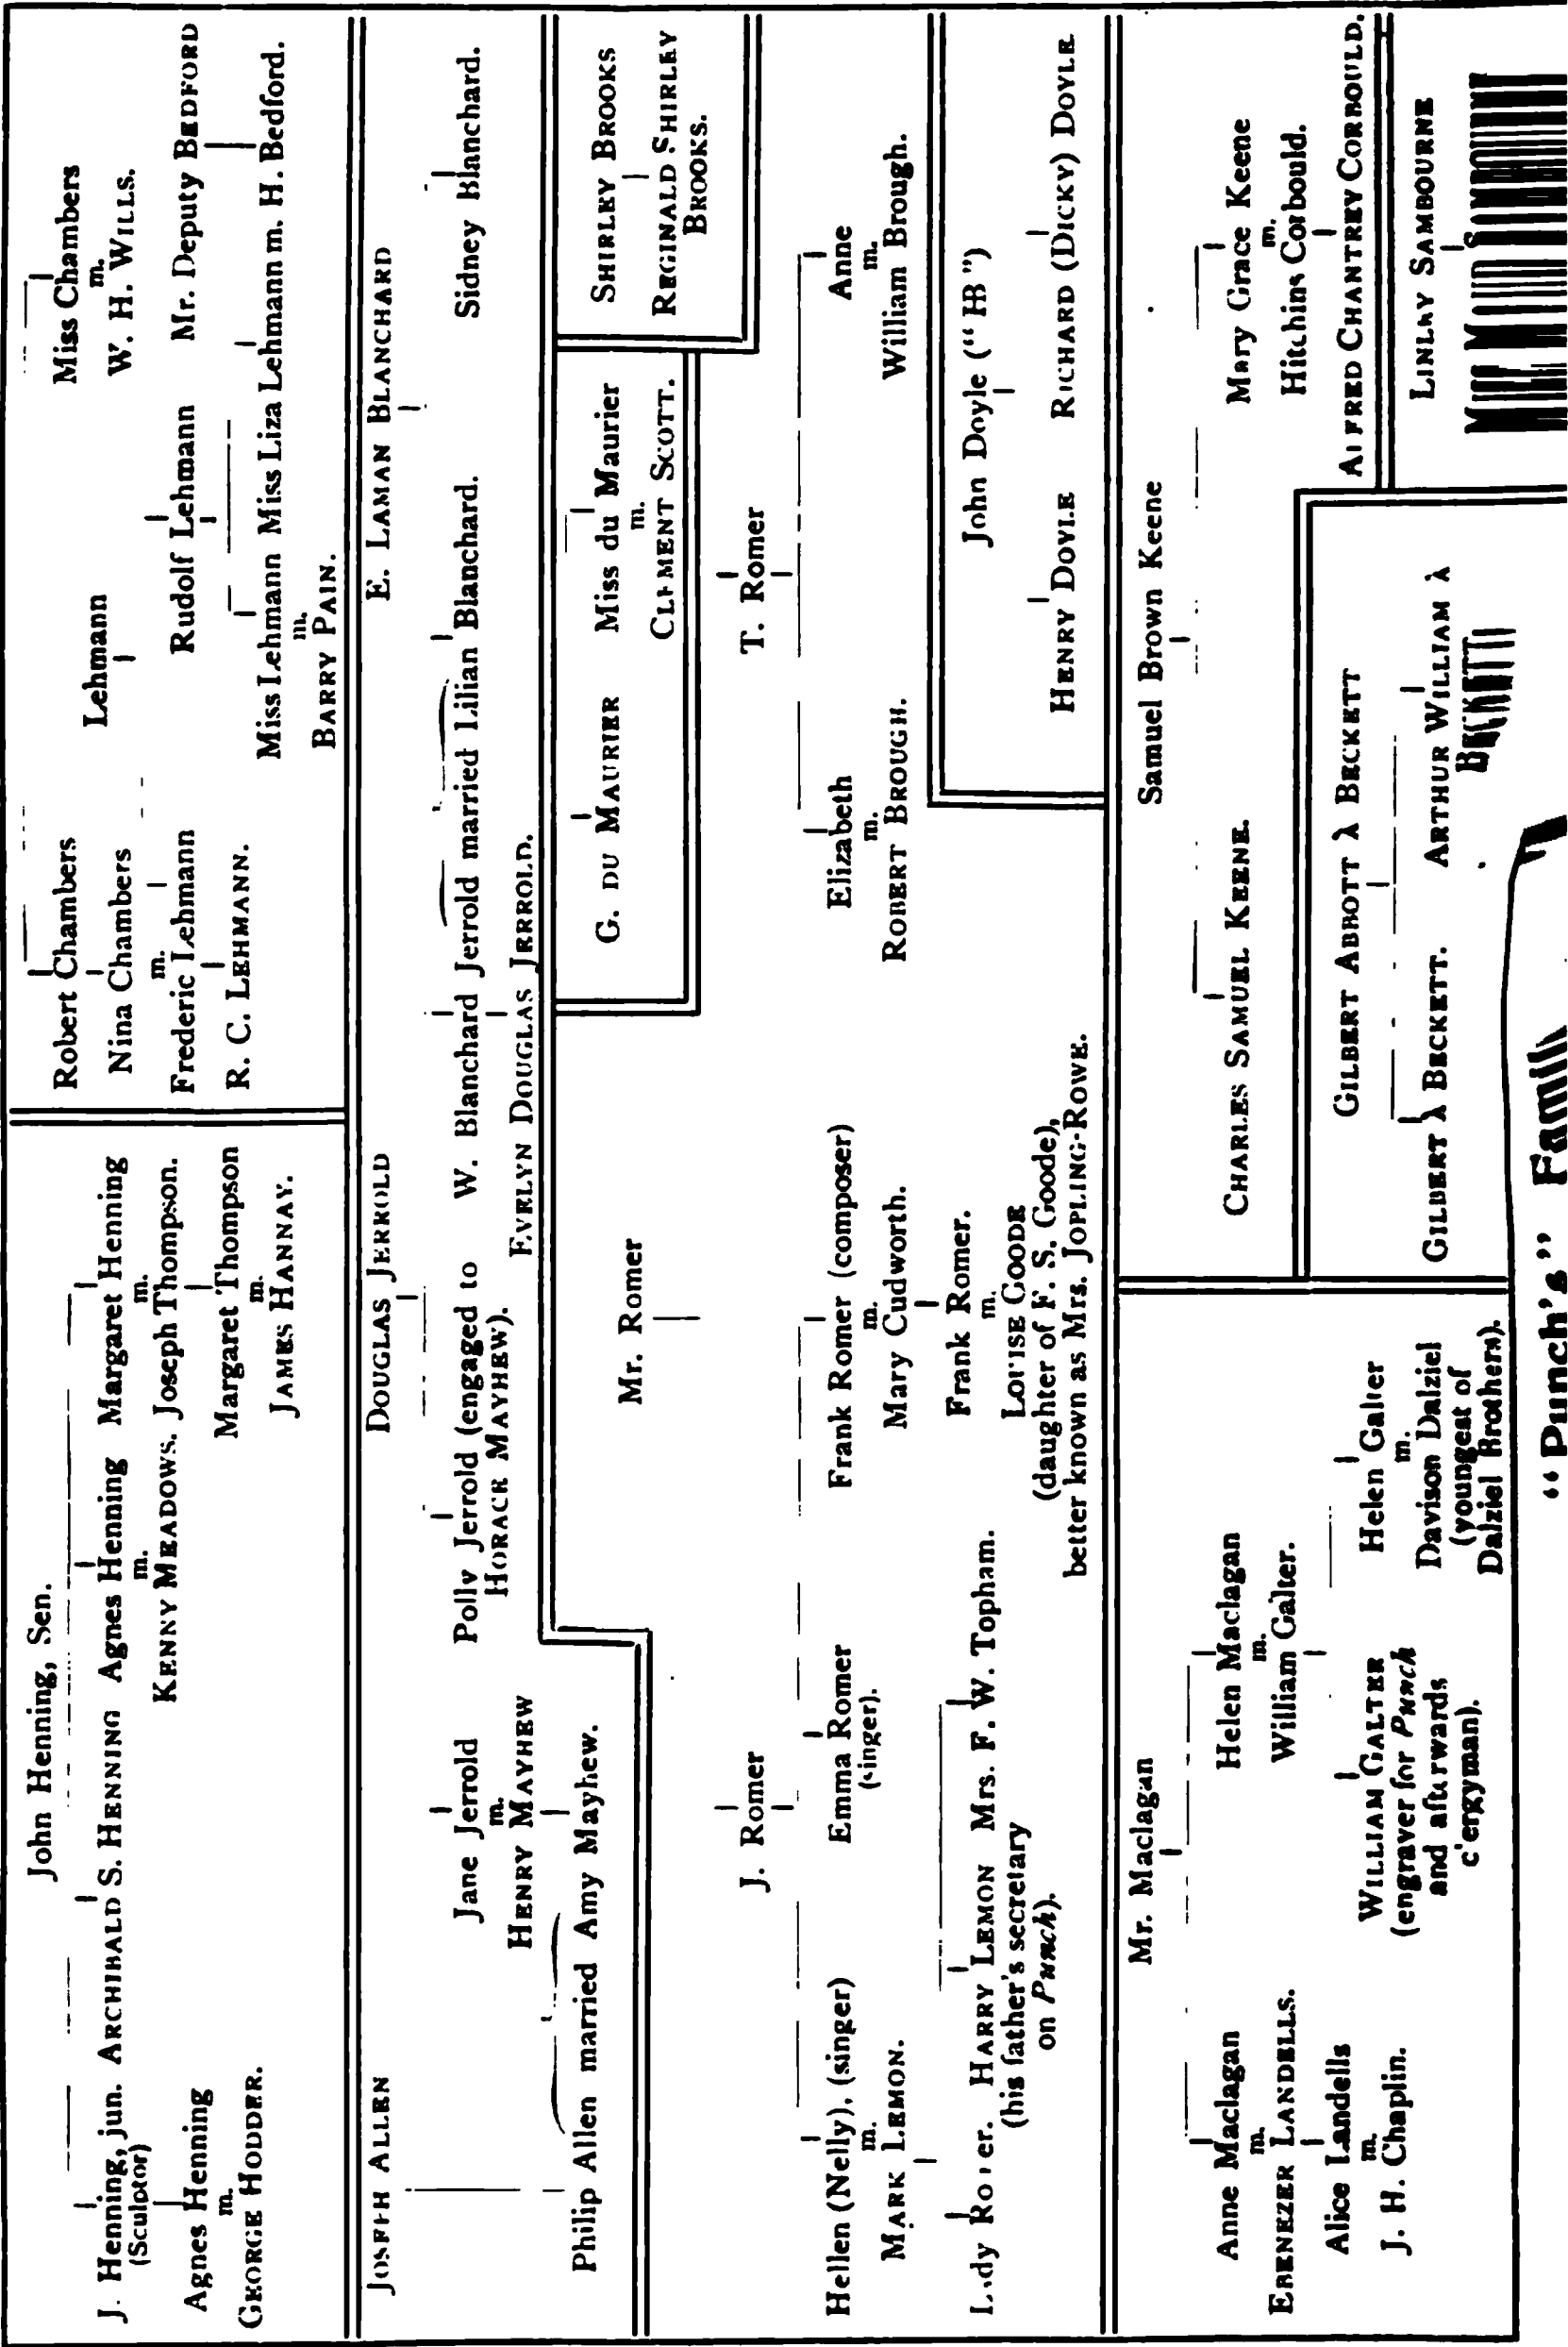 John Henning, Sen.
J. Henning, jun. ARCHIBALD S. HENNING Agnes Henning Margaret Henning
(Sculptor) m. m.
KENNY MEADOWS. Joseph Thompson.
Agnes Henning Margaret Thompson
m. m.
GEORGE HODDER. JAMES HANNAY.
Robert Chambers Miss Chambers
m.
Nina Chambers Lehmann W. H. WILLS.
m.
Frederic Lehmann Rudolf Lehmann Mr. Deputy BEDFORD
R. C. LEHMANN.
Miss Lehmann Miss Liza Lehmann m. H. Bedford.
m.
BARRY PAIN.
JOSEPH ALLEN DOUGLAS JERROLD E. LAMAN BLANCHARD
Jane Jerrold Polly Jerrold (engaged to W. Blanchard Jerrold married Lilian Blanchard. Sidney Blanchard.
m. HORACE MAYHEW).
HENRY MAYHEW EVELYN DOUGLAS JERROLD.
Philip Allen married Amy Mayhew.
G. DU MAURIER Miss du Maurier
m.
CLEMENT SCOTT.
SHIRLEY BROOKS
REGINALD SHIRLEY
BROOKS.
Mr. Romer
J. Romer T. Romer
Hellen (Nelly), (singer) Emma Romer Frank Romer (composer) Elizabeth Anne
m. (singer). m. m. m.
MARK LEMON. Mary Cudworth. ROBERT BROUGH. William Brough.
Lady Romer. HARRY LEMON Mrs. F. W. Topham. Frank Romer.
(his father's secretary m.
on Punch). LOUISE GOODE
(daughter of F. S. Goode),
better known as Mrs. JOPLING-ROWE.
John Doyle ("HB")
HENRY DOYLE RICHARD (DICKY) DOYLE
Mr. Maclagan
Anne Maclagan Helen Maclagan
m. m.
EBENEZER LANDELLS. William Galter.
Alice Landells WILLIAM GALTER Helen Galter
m. (engraver for Punch m.
J. H. Chaplin. and afterwards Davison Dalziel
c'ergyman). (youngest of
Dalziel Brothers).
Samuel Brown Keene
CHARLES SAMUEL KEENE. Mary Grace Keene
m.
Hitchins Corbould.
ALFRED CHANTREY CORBOULD.
GILBERT ABBOTT À BECKETT
GILBERT À BECKETT. ARTHUR WILLIAM À
BECKETT
LINLAY SAMBOURNE
MISS MAUD SAMBOURNE
"Punch's" Famil